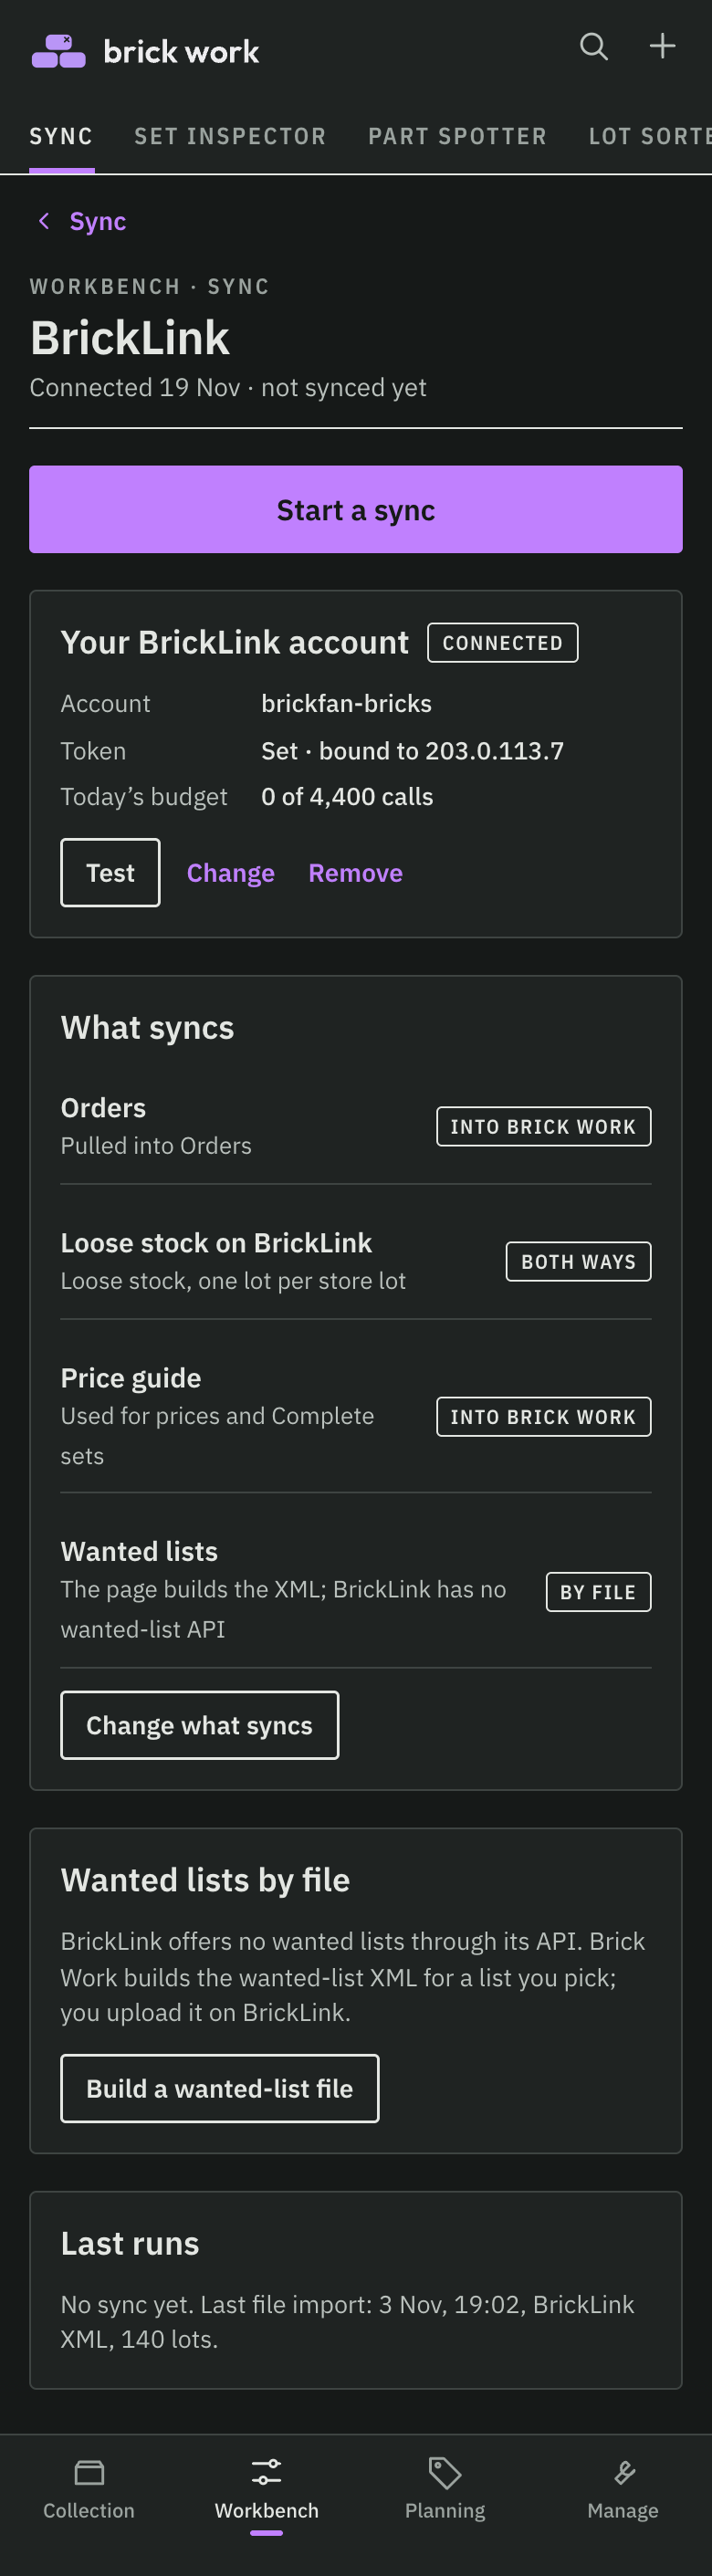 brick work
SYNC SET INSPECTOR PART SPOTTER LOT SORTE
Sync
WORKBENCH · SYNC
BrickLink
Connected 19 Nov · not synced yet
Start a sync
Your BrickLink account CONNECTED
Account brickfan-bricks
Token Set · bound to 203.0.113.7
Today’s budget 0 of 4,400 calls
Test Change Remove
What syncs
Orders
Pulled into Orders
INTO BRICK WORK
Loose stock on BrickLink
Loose stock, one lot per store lot
BOTH WAYS
Price guide
Used for prices and Complete
sets
INTO BRICK WORK
Wanted lists
The page builds the XML; BrickLink has no
wanted-list API
BY FILE
Change what syncs
Wanted lists by file
BrickLink offers no wanted lists through its API. Brick
Work builds the wanted-list XML for a list you pick;
you upload it on BrickLink.
Build a wanted-list file
Last runs
No sync yet. Last file import: 3 Nov, 19:02, BrickLink
XML, 140 lots.
Collection Workbench Planning Manage